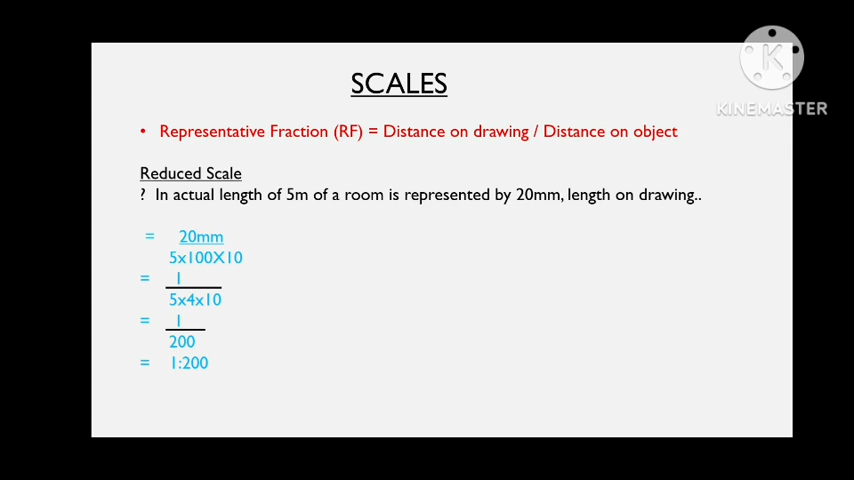 SCALES
KINEMASTER
• Representative Fraction (RF) = Distance on drawing / Distance on object
Reduced Scale
? In actual length of 5m of a room is represented by 20mm, length on drawing..
= 20mm
5x100X10
= 1
5x4x10
= 1
200
= 1:200